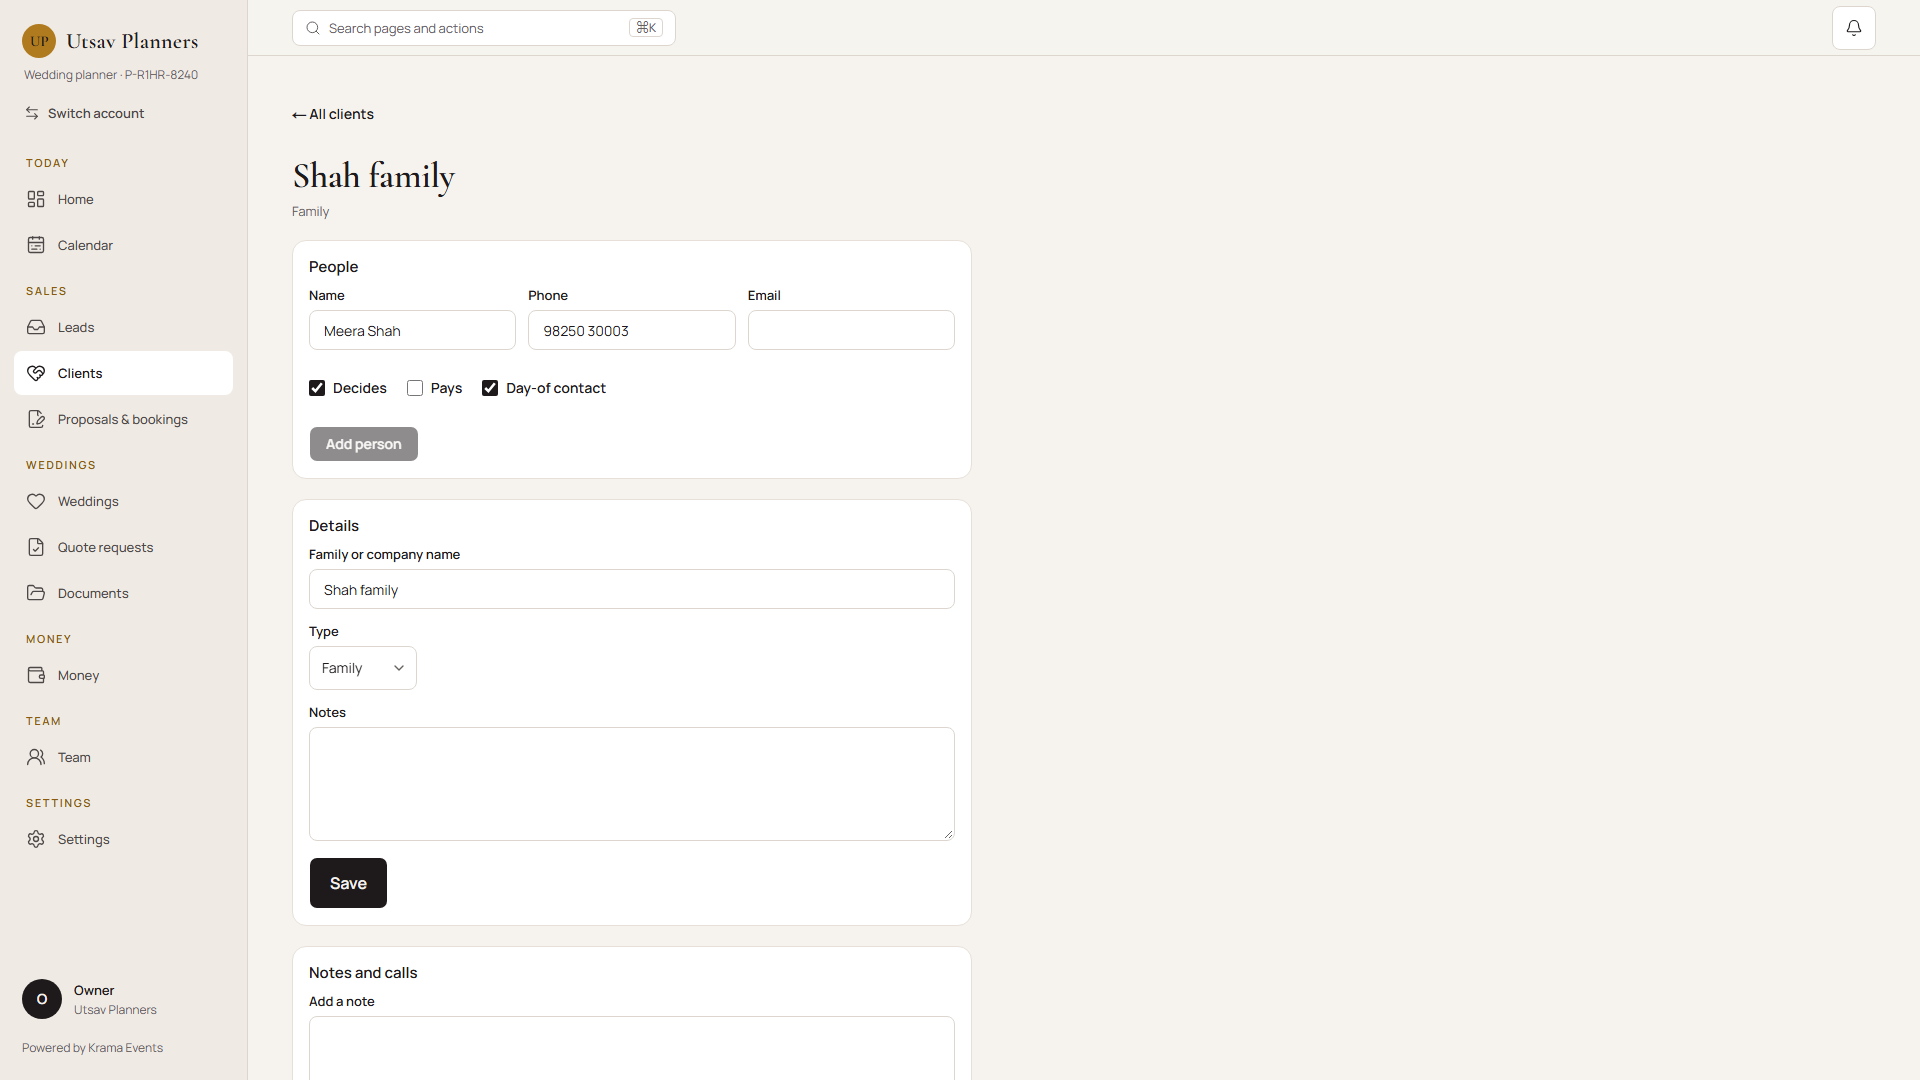 UP
Utsav Planners
Wedding planner · P-R1HR-8240
Switch account
TODAY
Home
Calendar
SALES
Leads
Clients
Proposals & bookings
WEDDINGS
Weddings
Quote requests
Documents
MONEY
Money
TEAM
Team
SETTINGS
Settings
O
Owner
Utsav Planners
Powered by Krama Events
Search pages and actions ⌘K
← All clients
Shah family
Family
People
Name Phone Email
Meera Shah 98250 30003
Decides Pays Day-of contact
Add person
Details
Family or company name
Shah family
Type
Family
Notes
Save
Notes and calls
Add a note